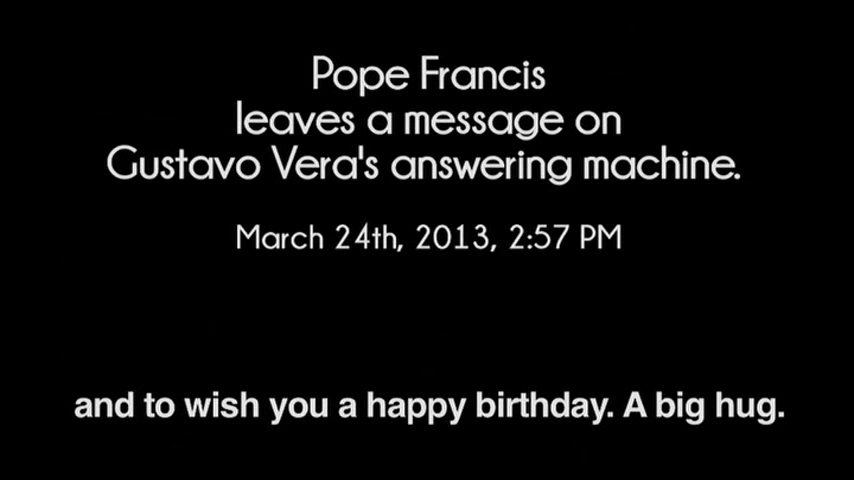 Pope Francis
leaves a message on
Gustavo Vera's answering machine.
March 24th, 2013, 2:57 PM
and to wish you a happy birthday. A big hug.